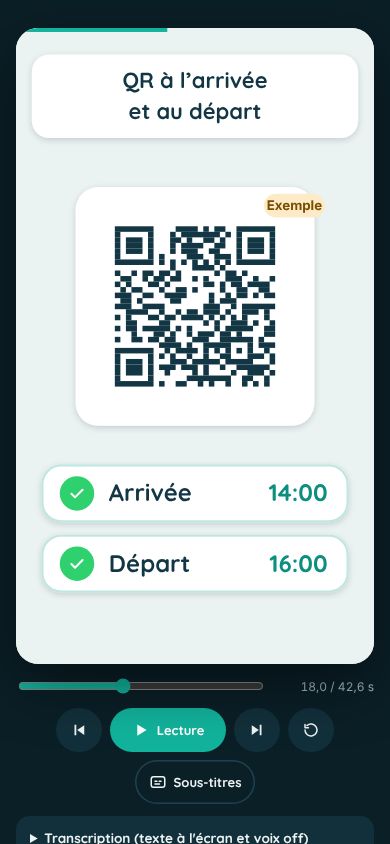 QR à l’arrivée
et au départ
Exemple
Arrivée 14:00
Départ 16:00
18,0 / 42,6 s
Lecture
Sous-titres
Transcription (texte à l'écran et voix off)